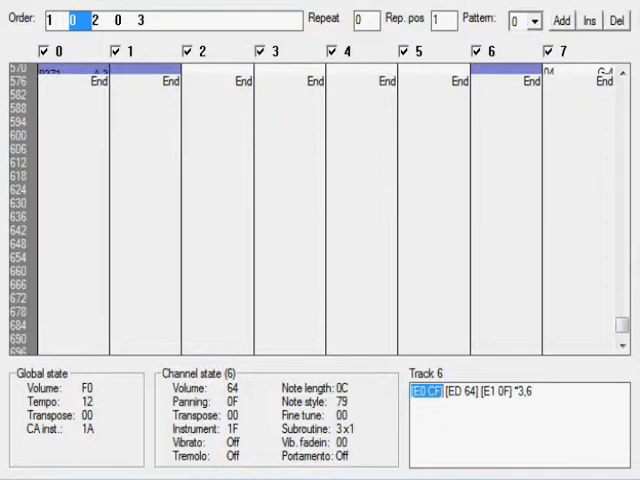 Order: 1 0 2 0 3 Repeat 0 Rep. pos 1 Pattern: 0 Add Ins Del
0 1 2 3 4 5 6 7
570
576 End End End End End End End End
582
588
594
600
606
612
618
624
630
636
642
648
654
660
666
672
678
684
690
696
Global state
Volume: F0
Tempo: 12
Transpose: 00
CA inst.: 1A
Channel state (6)
Volume: 64 Note length: 0C
Panning: 0F Note style: 79
Transpose: 00 Fine tune: 00
Instrument: 1F Subroutine: 3 x1
Vibrato: Off Vib. fadein: 00
Tremolo: Off Portamento: Off
Track 6
[E0 CF] [ED 64] [E1 0F] *3,6